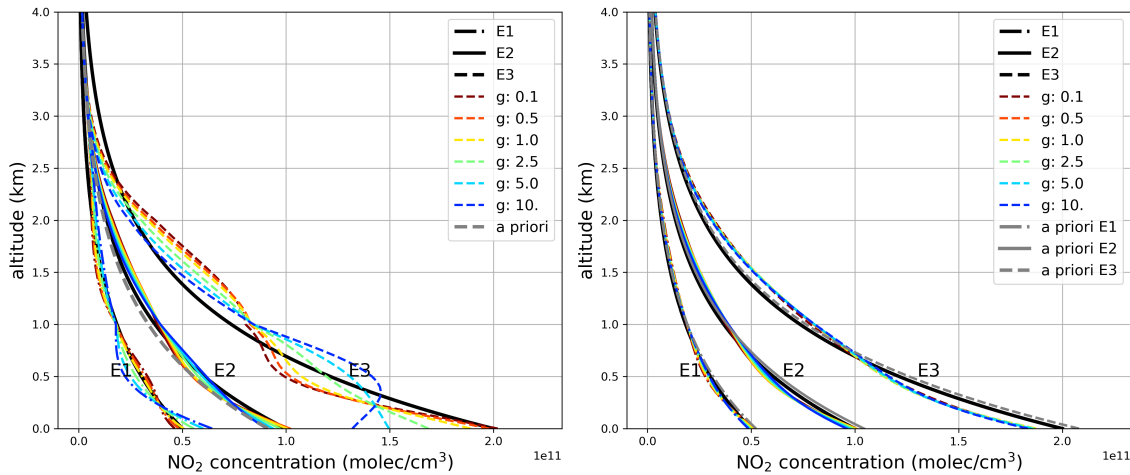 4.0
3.5
3.0
2.5
2.0
1.5
1.0
0.5
0.0
altitude (km)
0.0
0.5
1.0
1.5
2.0
1e11
NO₂ concentration (molec/cm³)
E1
E2
E3
g: 0.1
g: 0.5
g: 1.0
g: 2.5
g: 5.0
g: 10.
a priori
E1
E2
E3
4.0
3.5
3.0
2.5
2.0
1.5
1.0
0.5
0.0
altitude (km)
0.0
0.5
1.0
1.5
2.0
1e11
NO₂ concentration (molec/cm³)
E1
E2
E3
g: 0.1
g: 0.5
g: 1.0
g: 2.5
g: 5.0
g: 10.
a priori E1
a priori E2
a priori E3
E1
E2
E3